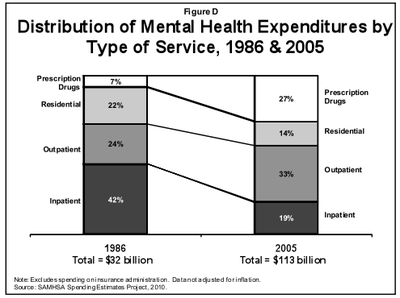 Figure D
Distribution of Mental Health Expenditures by
Type of Service, 1986 & 2005
Prescription
Drugs
7%
27%
Prescription
Drugs
Residential
22%
14%
Residential
Outpatient
24%
33%
Outpatient
Inpatient
42%
19%
Inpatient
1986
Total = $32 billion
2005
Total = $113 billion
Note: Excludes spending on insurance administration. Data not adjusted for inflation.
Source: SAMHSA Spending Estimates Project, 2010.